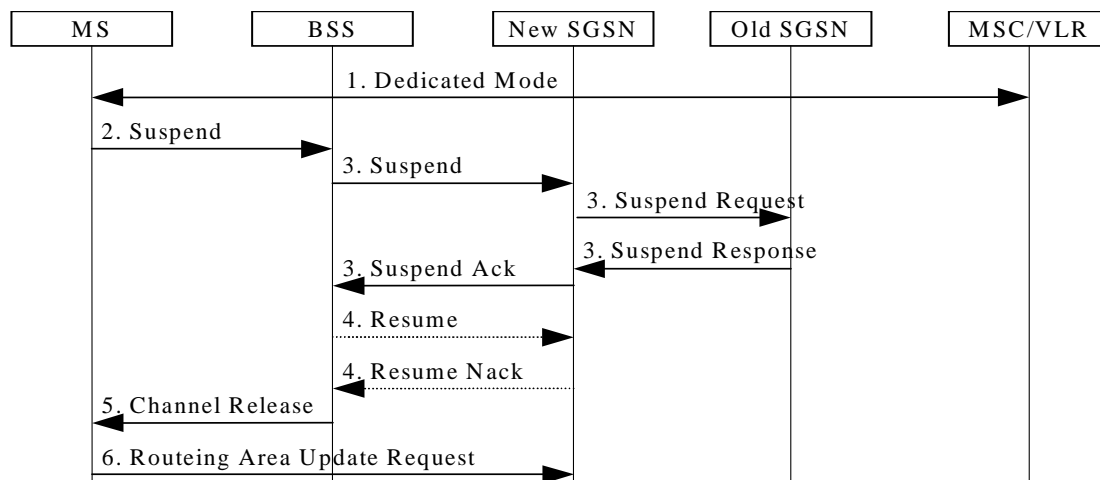 MS
BSS
New SGSN
Old SGSN
MSC/VLR
1. Dedicated Mode
2. Suspend
3. Suspend
3. Suspend Request
3. Suspend Response
3. Suspend Ack
4. Resume
4. Resume Nack
5. Channel Release
6. Routeing Area Update Request